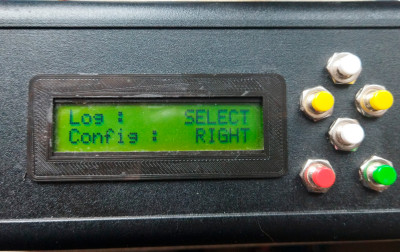 Log : SELECT
Config : RIGHT